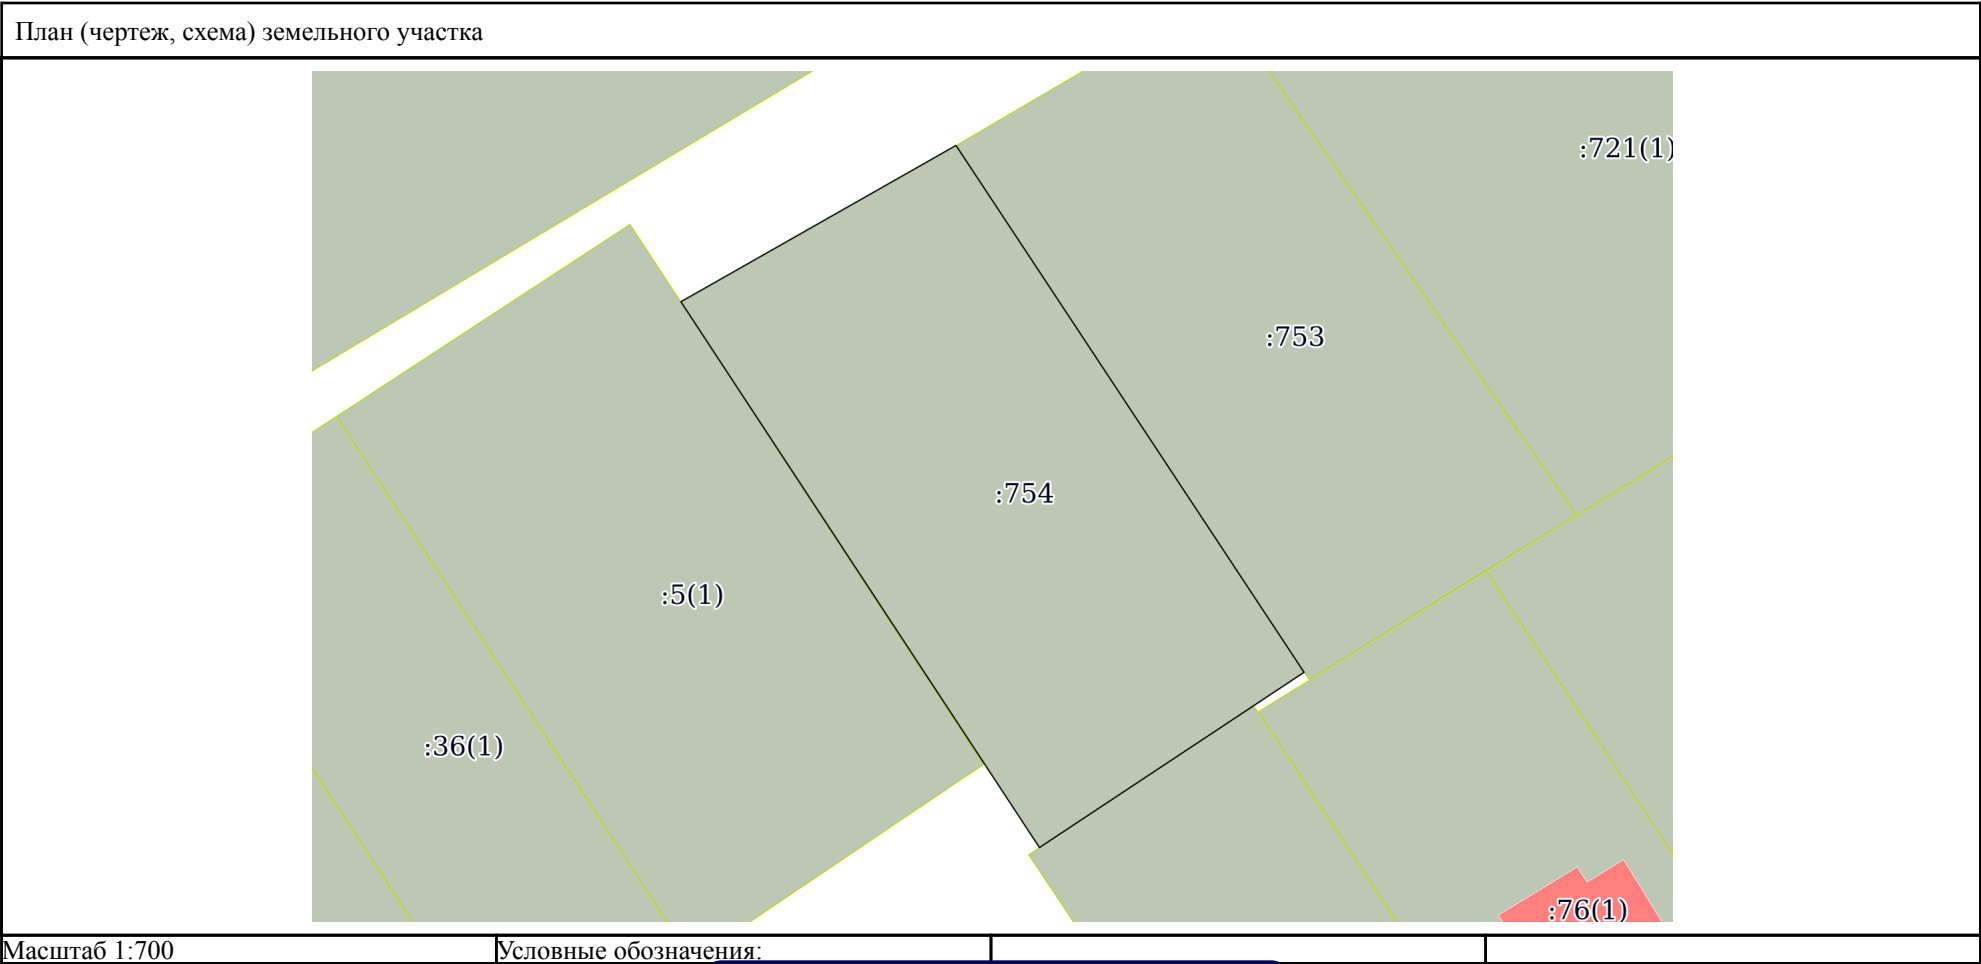 План (чертеж, схема) земельного участка
:721(1)
:753
:754
:5(1)
:36(1)
:76(1)
Масштаб 1:700
Условные обозначения: